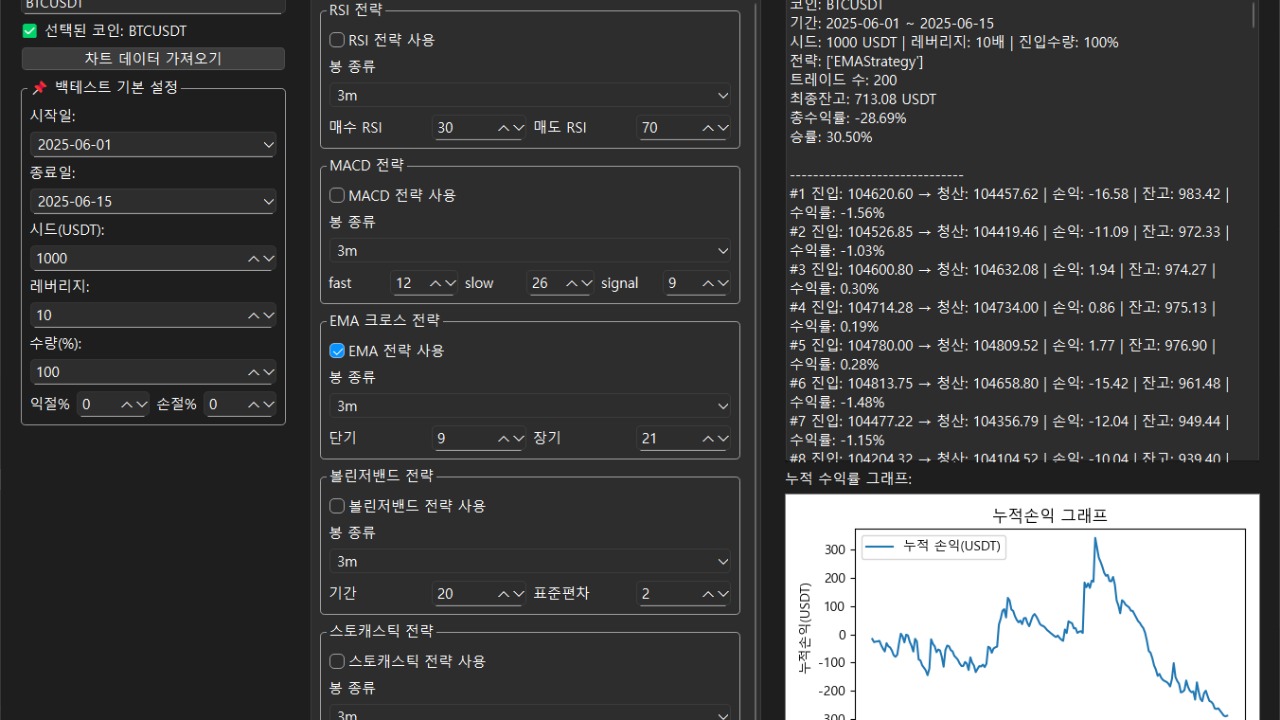 BTCUSDT
선택된 코인: BTCUSDT
차트 데이터 가져오기
📌 백테스트 기본 설정
시작일:
2025-06-01
종료일:
2025-06-15
시드(USDT):
1000
레버리지:
10
수량(%):
100
익절% 0 손절% 0
RSI 전략
RSI 전략 사용
봉 종류
3m
매수 RSI 30 매도 RSI 70
MACD 전략
MACD 전략 사용
봉 종류
3m
fast 12 slow 26 signal 9
EMA 크로스 전략
EMA 전략 사용
봉 종류
3m
단기 9 장기 21
볼린저밴드 전략
볼린저밴드 전략 사용
봉 종류
3m
기간 20 표준편차 2
스토캐스틱 전략
스토캐스틱 전략 사용
봉 종류
3m
코인: BTCUSDT
기간: 2025-06-01 ~ 2025-06-15
시드: 1000 USDT | 레버리지: 10배 | 진입수량: 100%
전략: ['EMAStrategy']
트레이드 수: 200
최종잔고: 713.08 USDT
총수익률: -28.69%
승률: 30.50%
------------------------------
#1 진입: 104620.60 → 청산: 104457.62 | 손익: -16.58 | 잔고: 983.42 |
수익률: -1.56%
#2 진입: 104526.85 → 청산: 104419.46 | 손익: -11.09 | 잔고: 972.33 |
수익률: -1.03%
#3 진입: 104600.80 → 청산: 104632.08 | 손익: 1.94 | 잔고: 974.27 |
수익률: 0.30%
#4 진입: 104714.28 → 청산: 104734.00 | 손익: 0.86 | 잔고: 975.13 |
수익률: 0.19%
#5 진입: 104780.00 → 청산: 104809.52 | 손익: 1.77 | 잔고: 976.90 |
수익률: 0.28%
#6 진입: 104813.75 → 청산: 104658.80 | 손익: -15.42 | 잔고: 961.48 |
수익률: -1.48%
#7 진입: 104477.22 → 청산: 104356.79 | 손익: -12.04 | 잔고: 949.44 |
수익률: -1.15%
#8 진입: 104204.32 → 청산: 104104.52 | 손익: -10.04 | 잔고: 939.40 |
누적 수익률 그래프:
누적손익 그래프
누적 손익(USDT)
누적손익(USDT)
300
200
100
0
-100
-200
-300